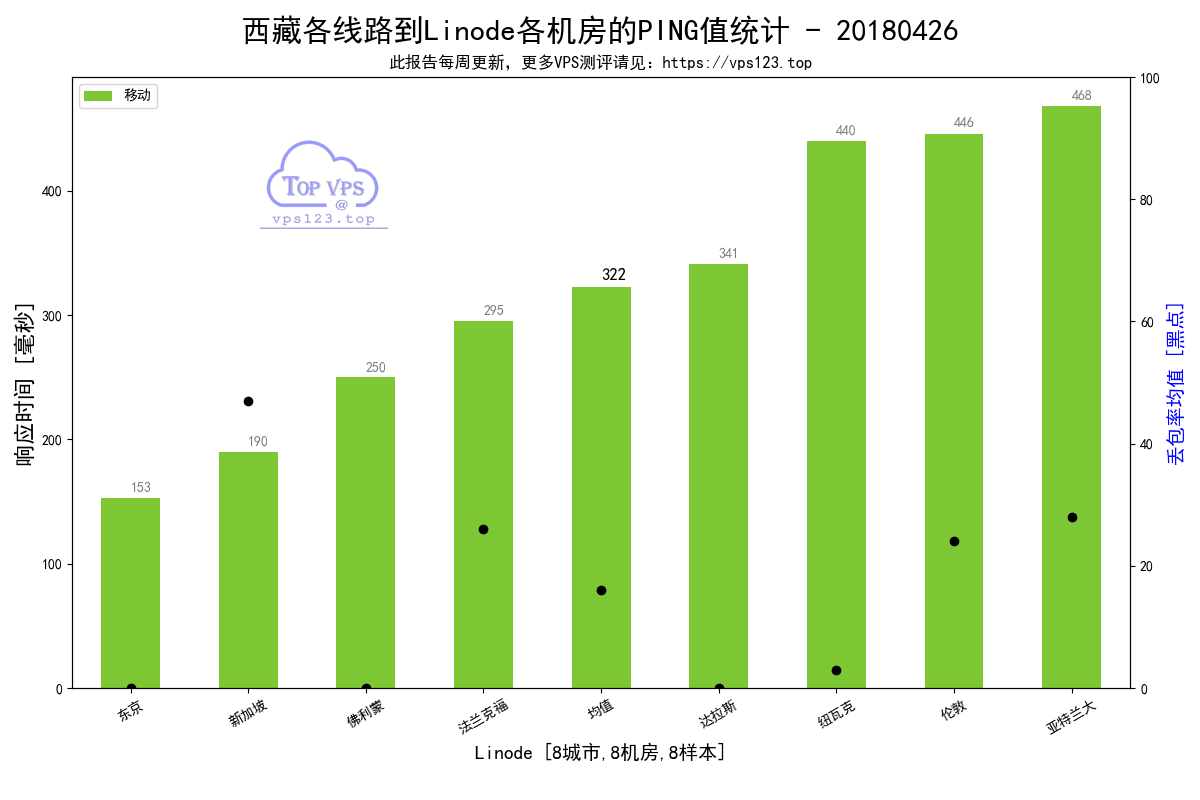 西藏各线路到Linode各机房的PING值统计 - 20180426
此报告每周更新，更多VPS测评请见：https://vps123.top
移动
TOP VPS
@
vps123.top
响应时间 [毫秒]
400
300
200
100
0
153
190
250
295
322
341
440
446
468
100
80
60
40
20
0
丢包率均值 [黑点]
东京
新加坡
佛利蒙
法兰克福
均值
达拉斯
纽瓦克
伦敦
亚特兰大
Linode [8城市,8机房,8样本]